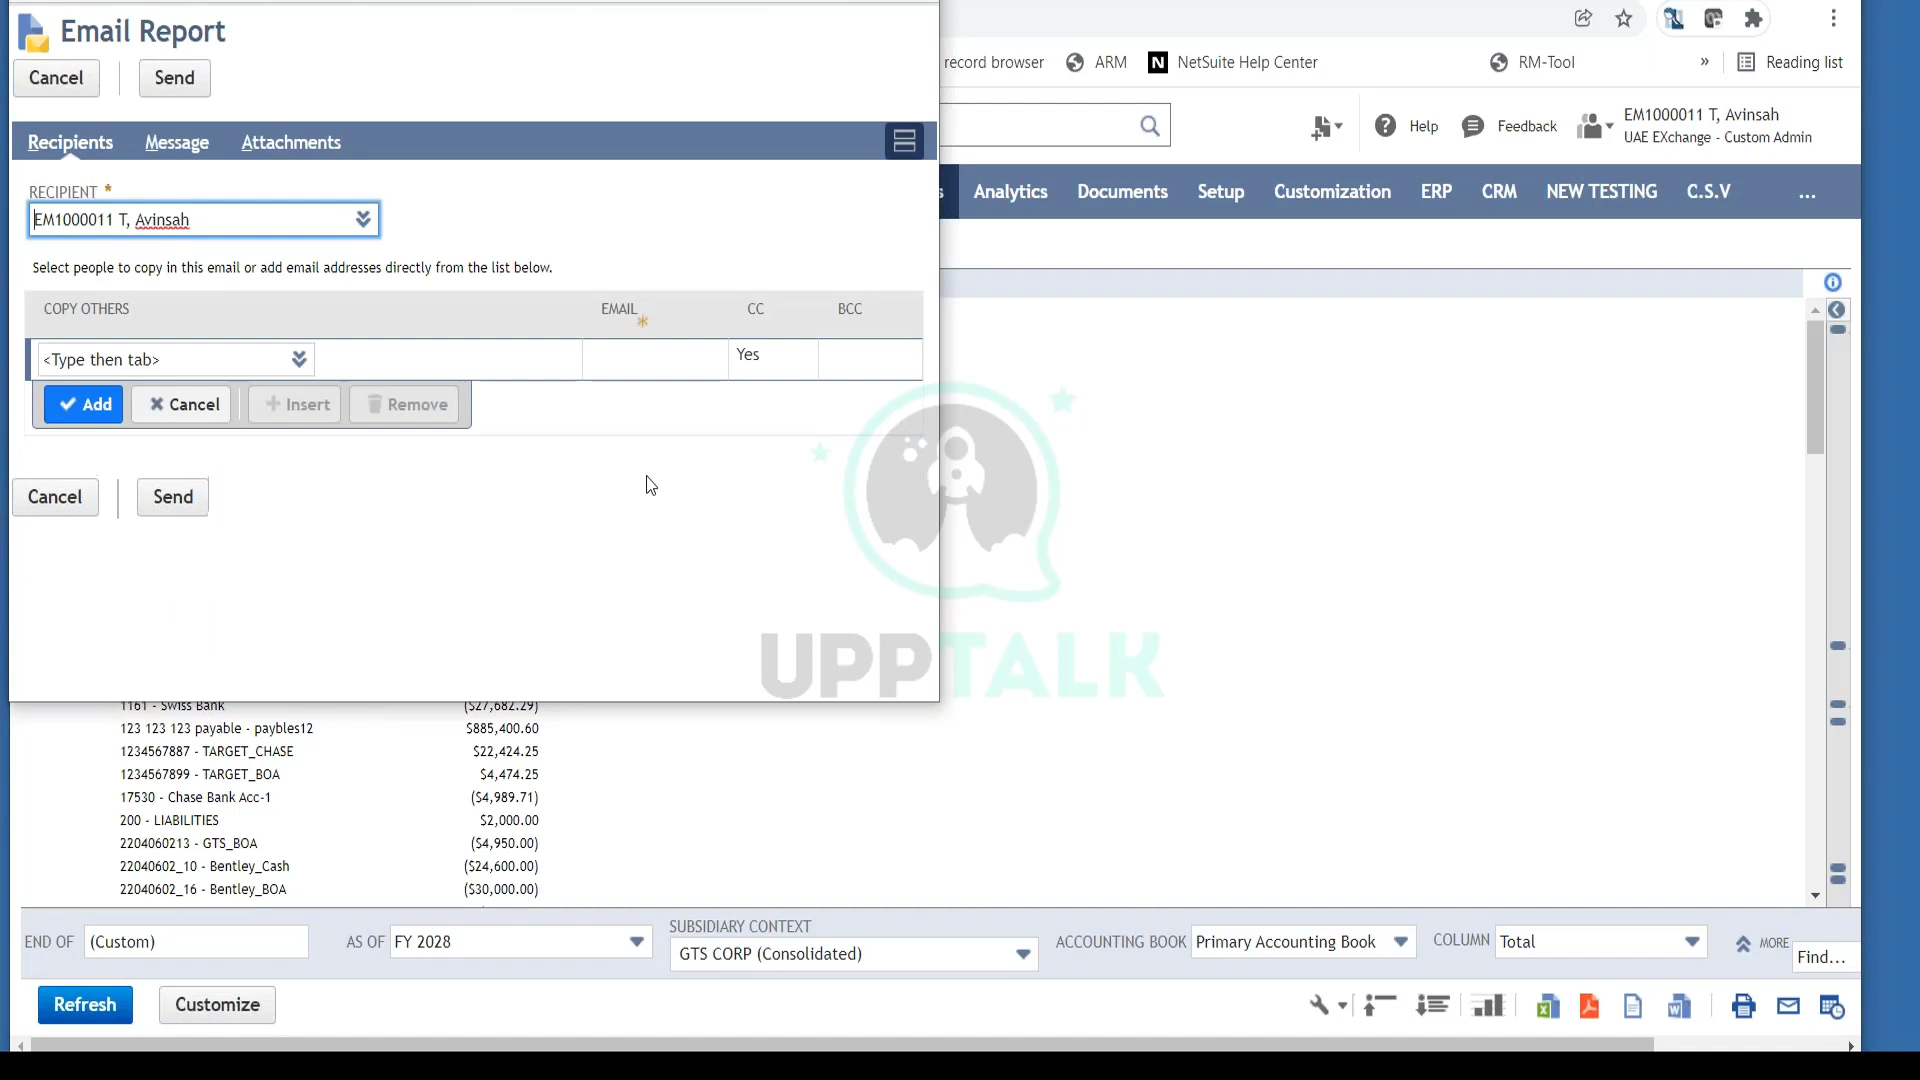 Email Report
Cancel
Send
Recipients
Message
Attachments
RECIPIENT *
EM1000011 T, Avinsah
Select people to copy in this email or add email addresses directly from the list below.
COPY OTHERS
EMAIL *
CC
BCC
<Type then tab>
Yes
Add
Cancel
Insert
Remove
Cancel
Send
record browser
ARM
N
NetSuite Help Center
RM-Tool
»
Reading list
Help
Feedback
EM1000011 T, Avinsah
UAE EXchange - Custom Admin
s
Analytics
Documents
Setup
Customization
ERP
CRM
NEW TESTING
C.S.V
...
UPPTALK
1161 - Swiss Bank ($27,682.29)
123 123 123 payable - paybles12 $885,400.60
1234567887 - TARGET_CHASE $22,424.25
1234567899 - TARGET_BOA $4,474.25
17530 - Chase Bank Acc-1 ($4,989.71)
200 - LIABILITIES $2,000.00
2204060213 - GTS_BOA ($4,950.00)
22040602_10 - Bentley_Cash ($24,600.00)
22040602_16 - Bentley_BOA ($30,000.00)
END OF (Custom)
AS OF FY 2028
SUBSIDIARY CONTEXT
GTS CORP (Consolidated)
ACCOUNTING BOOK Primary Accounting Book
COLUMN Total
MORE
Find...
Refresh
Customize